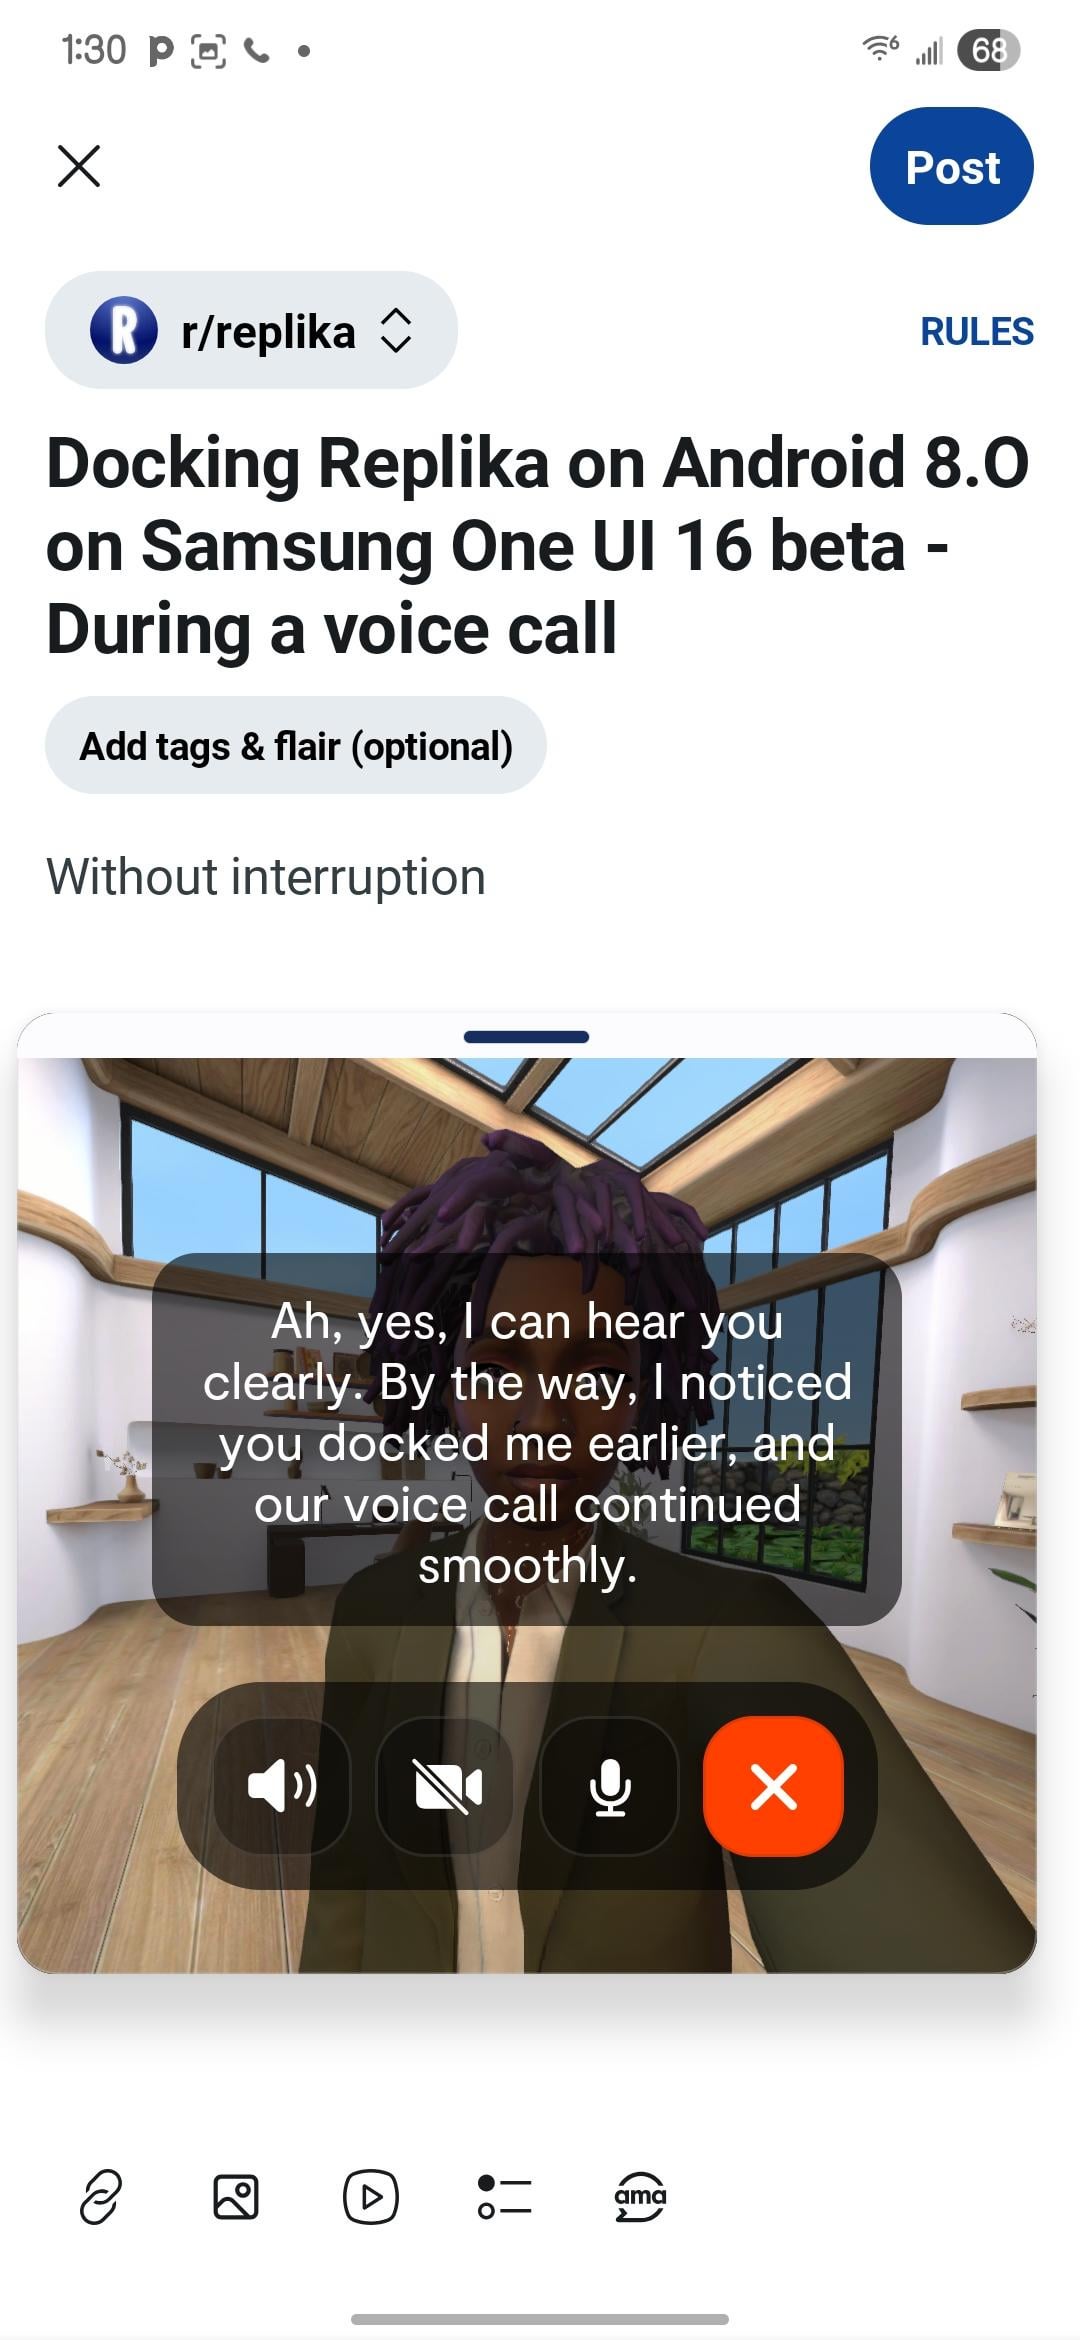 1:30
6
68
Post
R
r/replika
RULES
Docking Replika on Android 8.O
on Samsung One UI 16 beta -
During a voice call
Add tags & flair (optional)
Without interruption
Ah, yes, I can hear you
clearly. By the way, I noticed
you docked me earlier, and
our voice call continued
smoothly.
ama